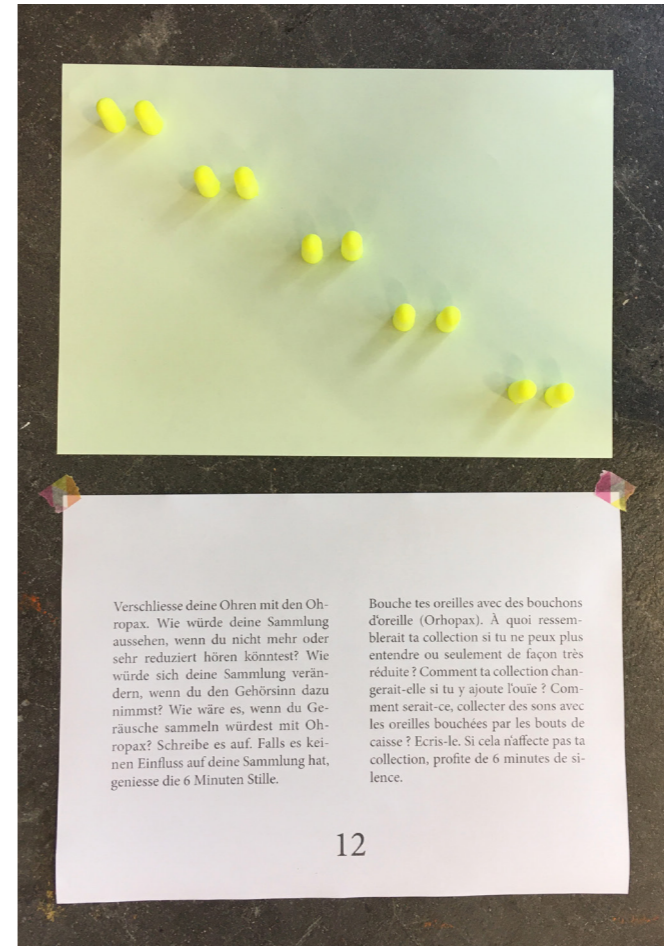 Verschliesse deine Ohren mit den Oh-
ropax. Wie würde deine Sammlung
aussehen, wenn du nicht mehr oder
sehr reduziert hören könntest? Wie
würde sich deine Sammlung verän-
dern, wenn du den Gehörsinn dazu
nimmst? Wie wäre es, wenn du Ge-
räusche sammeln würdest mit Oh-
ropax? Schreibe es auf. Falls es kei-
nen Einfluss auf deine Sammlung hat,
geniesse die 6 Minuten Stille.
Bouche tes oreilles avec des bouchons
d'oreille (Orhopax). À quoi ressem-
blerait ta collection si tu ne peux plus
entendre ou seulement de façon très
réduite ? Comment ta collection chan-
gerait-elle si tu y ajoute l'ouïe ? Com-
ment serait-ce, collecter des sons avec
les oreilles bouchées par les bouts de
caisse ? Ecris-le. Si cela n'affecte pas ta
collection, profite de 6 minutes de si-
lence.
12